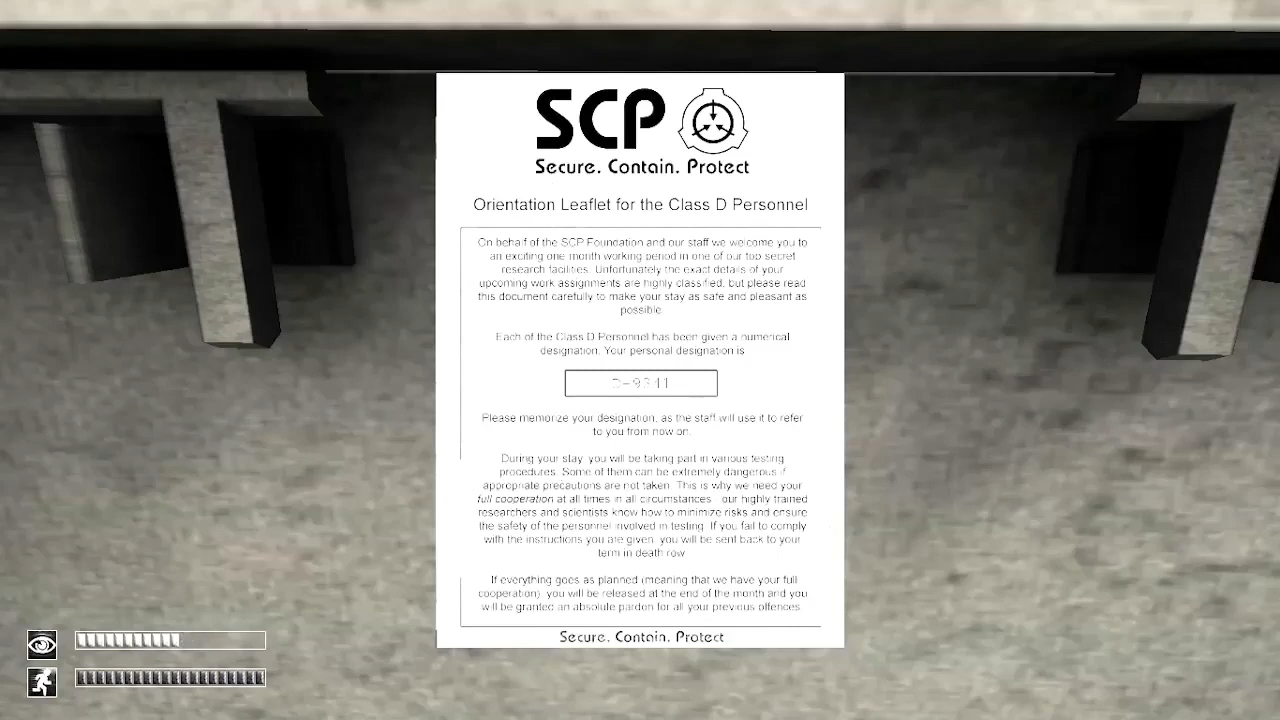 SCP
Secure. Contain. Protect
Orientation Leaflet for the Class D Personnel
On behalf of the SCP Foundation and our staff we welcome you to
an exciting one month working period in one of our top secret
research facilities. Unfortunately the exact details of your
upcoming work assignments are highly classified, but please read
this document carefully to make your stay as safe and pleasant as
possible.
Each of the Class D Personnel has been given a numerical
designation. Your personal designation is
D-9341
Please memorize your designation, as the staff will use it to refer
to you from now on.
During your stay, you will be taking part in various testing
procedures. Some of them can be extremely dangerous if
appropriate precautions are not taken. This is why we need your
full cooperation at all times in all circumstances - our highly trained
researchers and scientists know how to minimize risks and ensure
the safety of the personnel involved in testing. If you fail to comply
with the instructions you are given, you will be sent back to your
term in death row.
If everything goes as planned (meaning that we have your full
cooperation), you will be released at the end of the month and you
will be granted an absolute pardon for all your previous offences.
Secure. Contain. Protect